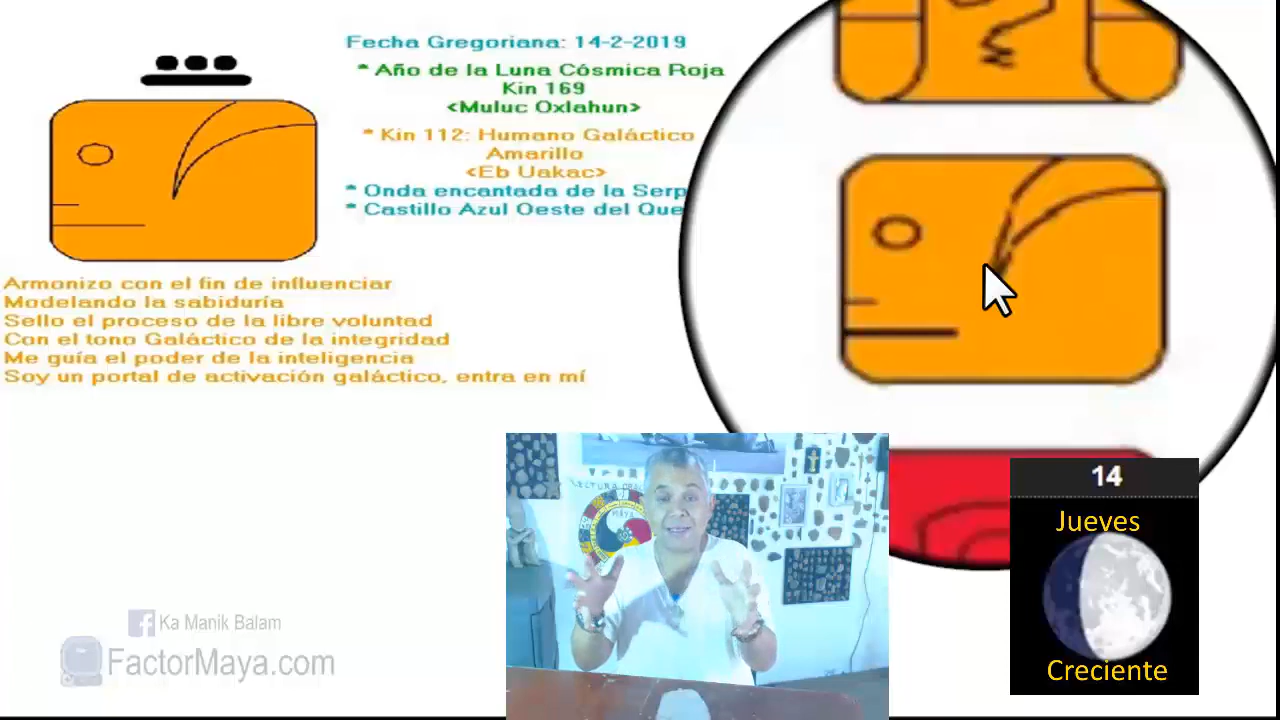 Fecha Gregoriana: 14-2-2019
* Año de la Luna Cósmica Roja
Kin 169
<Muluc Oxlahun>
* Kin 112: Humano Galáctico
Amarillo
<Eb Uakac>
* Onda encantada de la Serp
* Castillo Azul Oeste del Que
Armonizo con el fin de influenciar
Modelando la sabiduría
Sello el proceso de la libre voluntad
Con el tono Galáctico de la integridad
Me guía el poder de la inteligencia
Soy un portal de activación galáctico, entra en mí
MAYA
14
Jueves
Creciente
Ka Manik Balam
FactorMaya.com